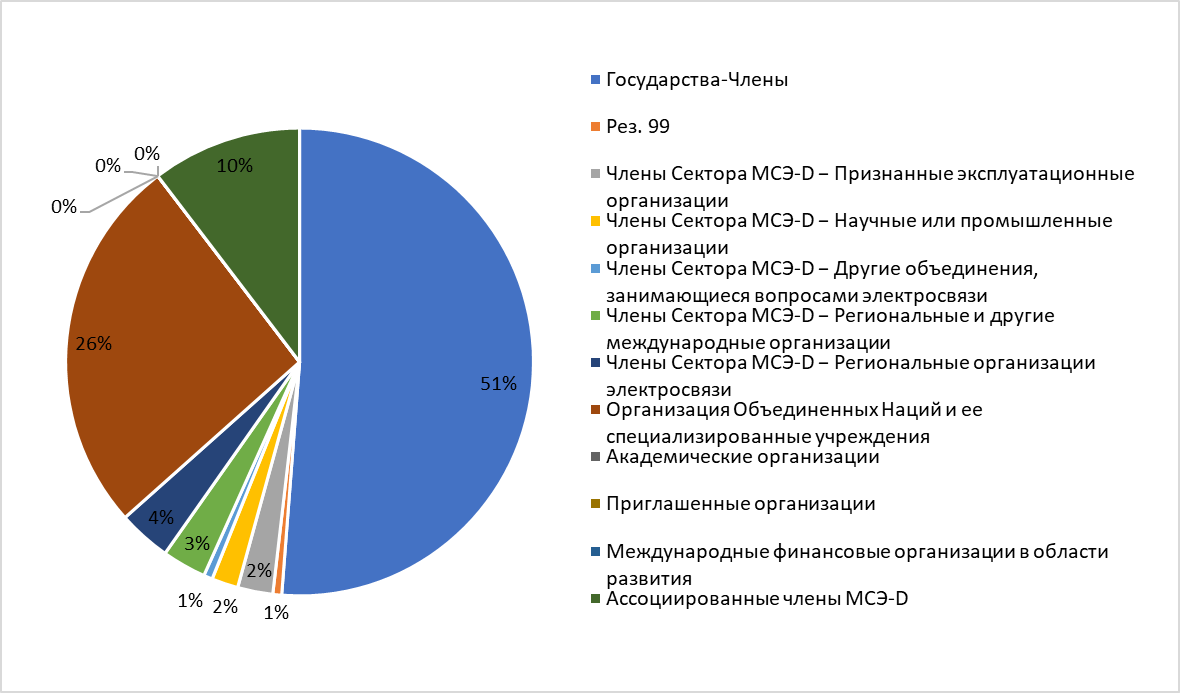 Государства-Члены
Рез. 99
Члены Сектора МСЭ-D – Признанные эксплуатационные
организации
Члены Сектора МСЭ-D – Научные или промышленные
организации
Члены Сектора МСЭ-D – Другие объединения,
занимающиеся вопросами электросвязи
Члены Сектора МСЭ-D – Региональные и другие
международные организации
Члены Сектора МСЭ-D – Региональные организации
электросвязи
Организация Объединенных Наций и ее
специализированные учреждения
Академические организации
Приглашенные организации
Международные финансовые организации в области
развития
Ассоциированные члены МСЭ-D
51%
1%
2%
2%
1%
3%
4%
26%
0%
0%
0%
10%